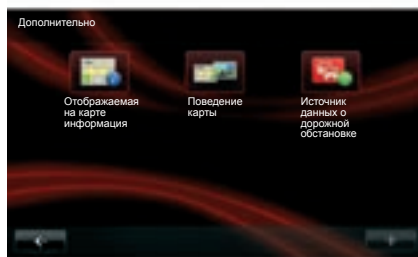 Дополнительно
Отображаемая
на карте
информация
Поведение
карты
Источник
данных о
дорожной
обстановке